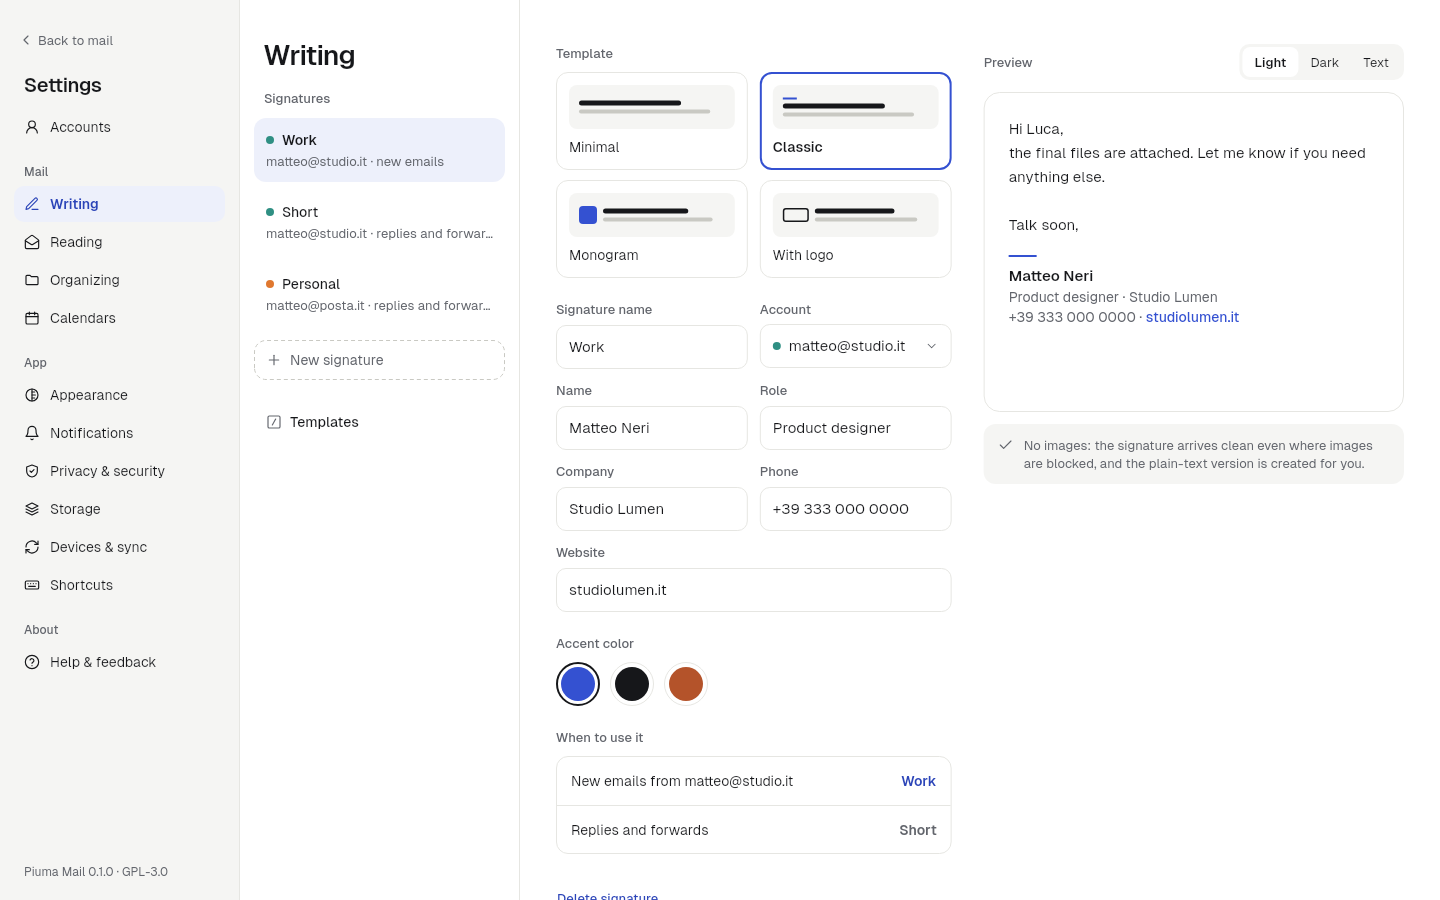 Back to mail
Settings
Accounts
Mail
Writing
Reading
Organizing
Calendars
App
Appearance
Notifications
Privacy & security
Storage
Devices & sync
Shortcuts
About
Help & feedback
Piuma Mail 0.1.0 · GPL-3.0
Writing
Signatures
Work
matteo@studio.it · new emails
Short
matteo@studio.it · replies and forwar...
Personal
matteo@posta.it · replies and forwar...
New signature
Templates
Template
Minimal
Classic
Monogram
With logo
Signature name
Account
Work
matteo@studio.it
Name
Role
Matteo Neri
Product designer
Company
Phone
Studio Lumen
+39 333 000 0000
Website
studiolumen.it
Accent color
When to use it
New emails from matteo@studio.it
Work
Replies and forwards
Short
Delete signature
Preview
Light
Dark
Text
Hi Luca,
the final files are attached. Let me know if you need
anything else.
Talk soon,
Matteo Neri
Product designer · Studio Lumen
+39 333 000 0000 · studiolumen.it
No images: the signature arrives clean even where images
are blocked, and the plain-text version is created for you.